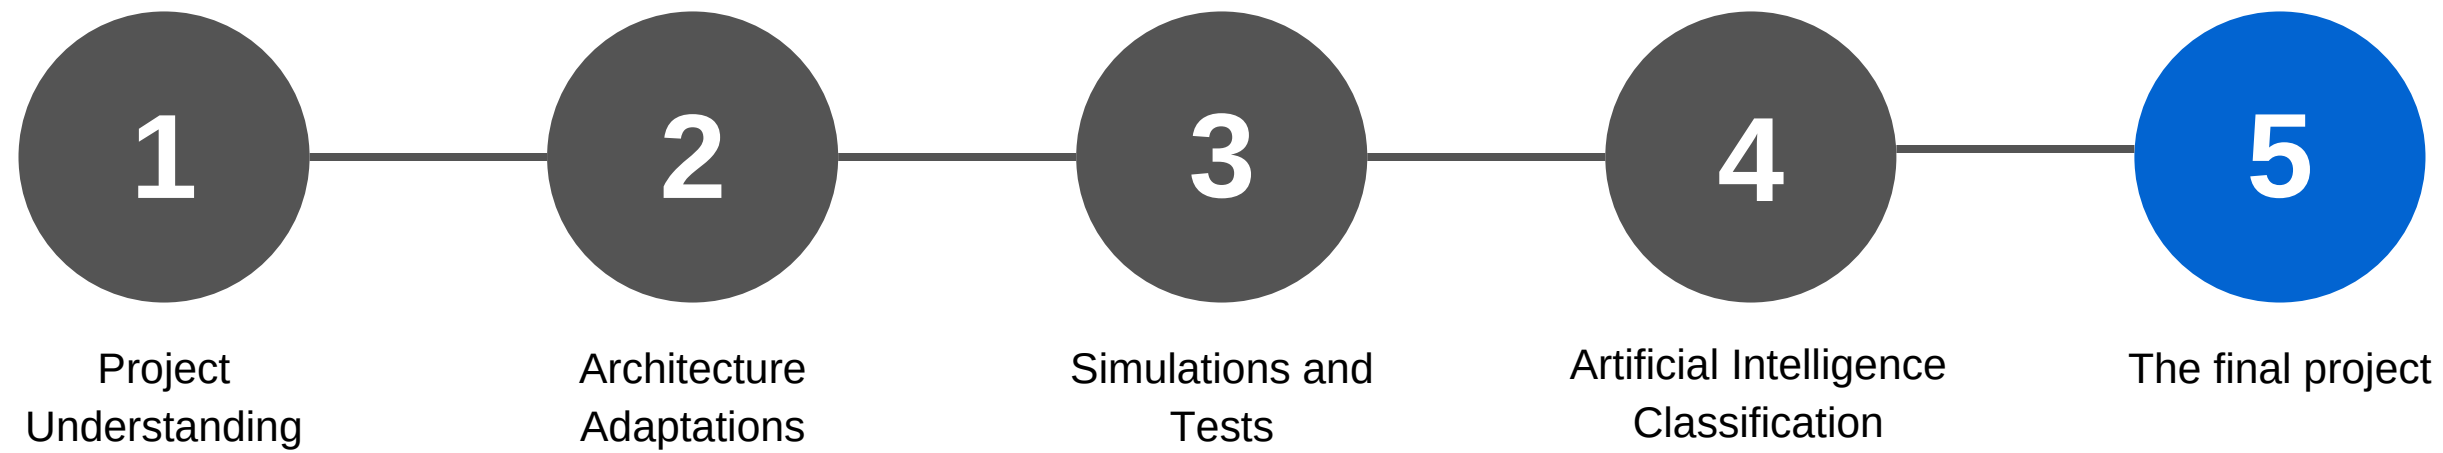 1
2
3
4
5
Project
Understanding
Architecture
Adaptations
Simulations and
Tests
Artificial Intelligence
Classification
The final project